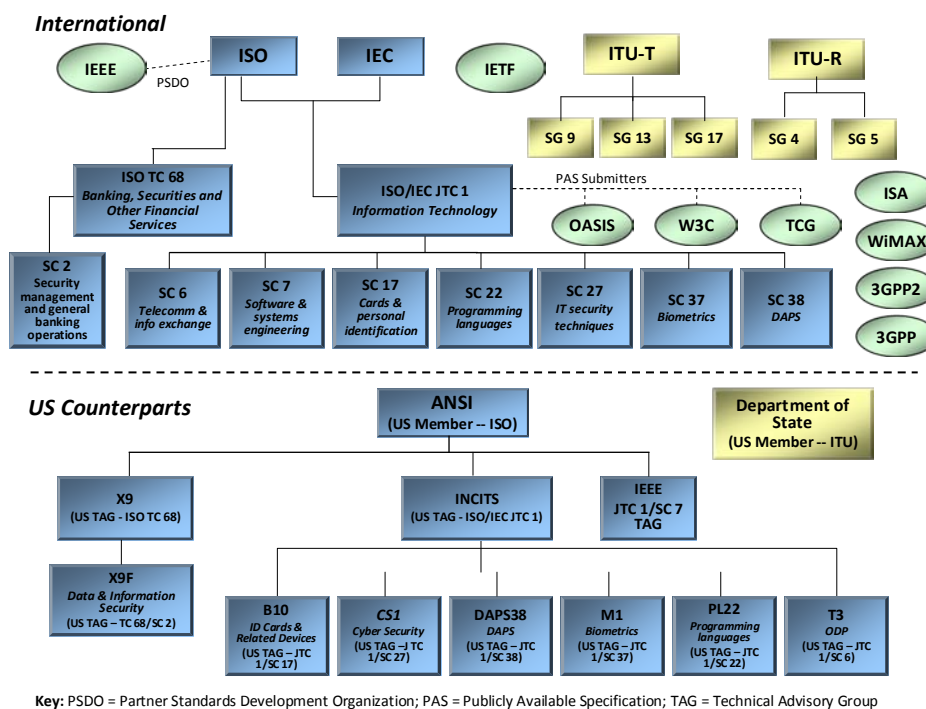 International
IEEE
PSDO
ISO
IEC
IETF
ITU-T
ITU-R
SG 9
SG 13
SG 17
SG 4
SG 5
ISO TC 68
Banking, Securities and
Other Financial
Services
ISO/IEC JTC 1
Information Technology
PAS Submitters
OASIS
W3C
TCG
ISA
WiMAX
3GPP2
3GPP
SC 2
Security
management
and general
banking
operations
SC 6
Telecomm &
info exchange
SC 7
Software &
systems
engineering
SC 17
Cards &
personal
identification
SC 22
Programming
languages
SC 27
IT security
techniques
SC 37
Biometrics
SC 38
DAPS
US Counterparts
ANSI
(US Member -- ISO)
Department of
State
(US Member -- ITU)
X9
(US TAG - ISO TC 68)
INCITS
(US TAG - ISO/IEC JTC 1)
IEEE
JTC 1/SC 7
TAG
X9F
Data & Information
Security
(US TAG – TC 68/SC 2)
B10
ID Cards &
Related Devices
(US TAG – JTC
1/SC 17)
CS1
Cyber Security
(US TAG –J TC
1/SC 27)
DAPS38
DAPS
(US TAG – JTC
1/SC 38)
M1
Biometrics
(US TAG – JTC
1/SC 37)
PL22
Programming
languages
(US TAG – JTC
1/SC 22)
T3
ODP
(US TAG – JTC
1/SC 6)
Key: PSDO = Partner Standards Development Organization; PAS = Publicly Available Specification; TAG = Technical Advisory Group